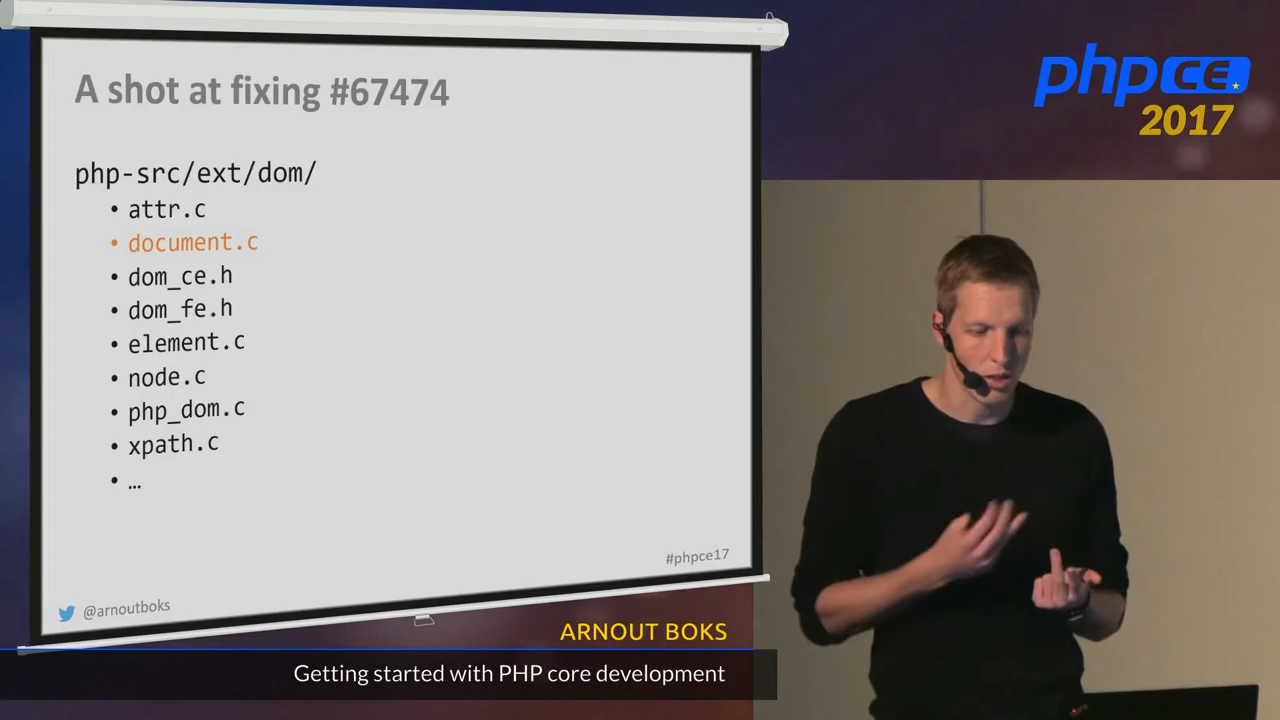 A shot at fixing #67474
php-src/ext/dom/
• attr.c
• document.c
• dom_ce.h
• dom_fe.h
• element.c
• node.c
• php_dom.c
• xpath.c
• …
#phpce17
@arnoutboks
phpCE
2017
ARNOUT BOKS
Getting started with PHP core development